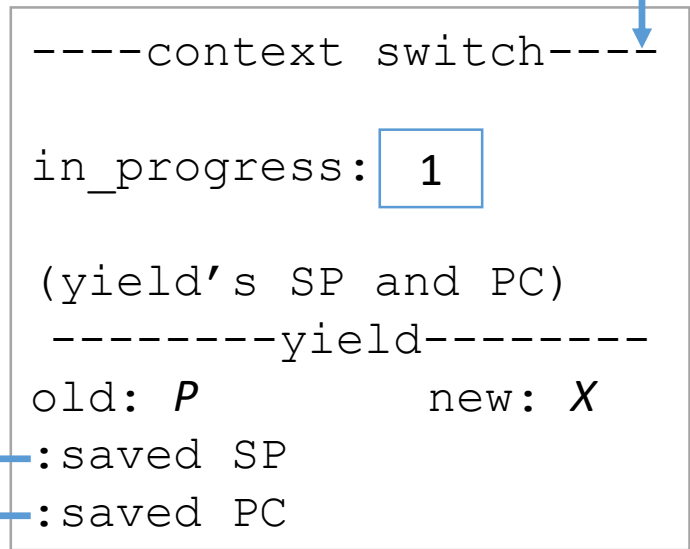 ----context switch----
in_progress: 1
(yield’s SP and PC)
--------yield--------
old: P new: X
:saved SP
:saved PC